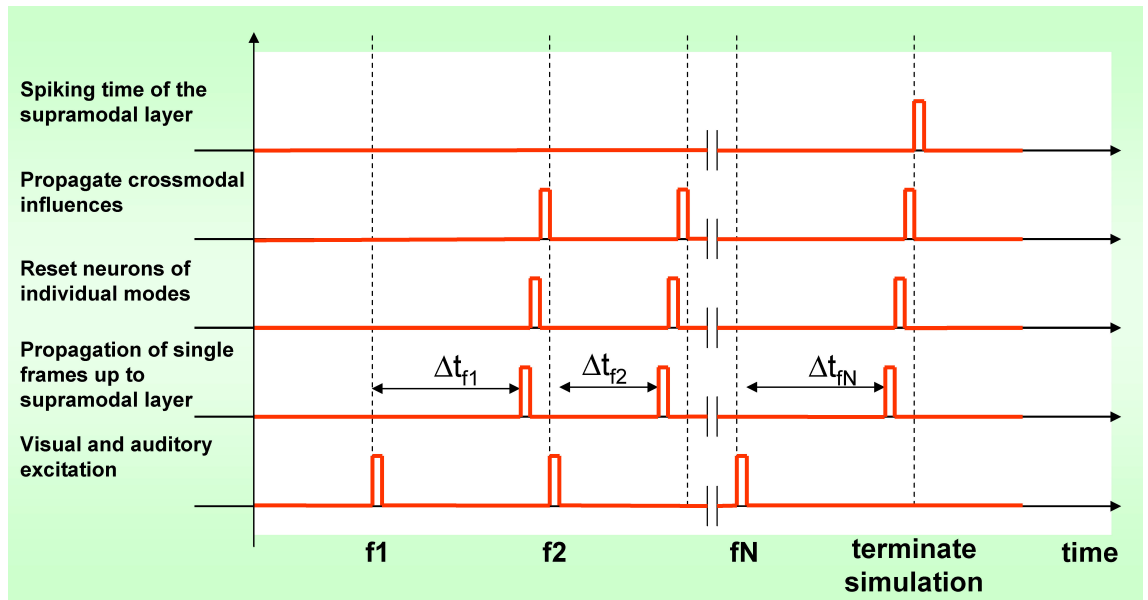 Spiking time of the
supramodal layer
Propagate crossmodal
influences
Reset neurons of
individual modes
Propagation of single
frames up to
supramodal layer
Δtf1
Δtf2
ΔtfN
Visual and auditory
excitation
f1
f2
fN
terminate
simulation
time